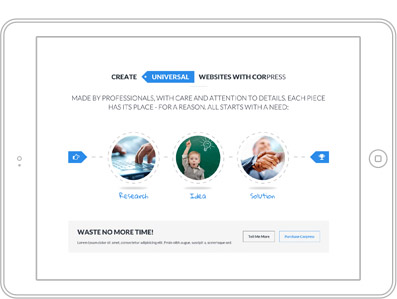 CREATE UNIVERSAL WEBSITES WITH CORPRESS
MADE BY PROFESSIONALS, WITH CARE AND ATTENTION TO DETAILS. EACH PIECE
HAS ITS PLACE - FOR A REASON. ALL STARTS WITH A NEED:
Research Idea Solution
WASTE NO MORE TIME!
Lorem ipsum dolor sit amet, consectetur adipiscing elit. Proin nibh augue, suscipit a, scelerisque sed
Tell Me More Purchase Corpress